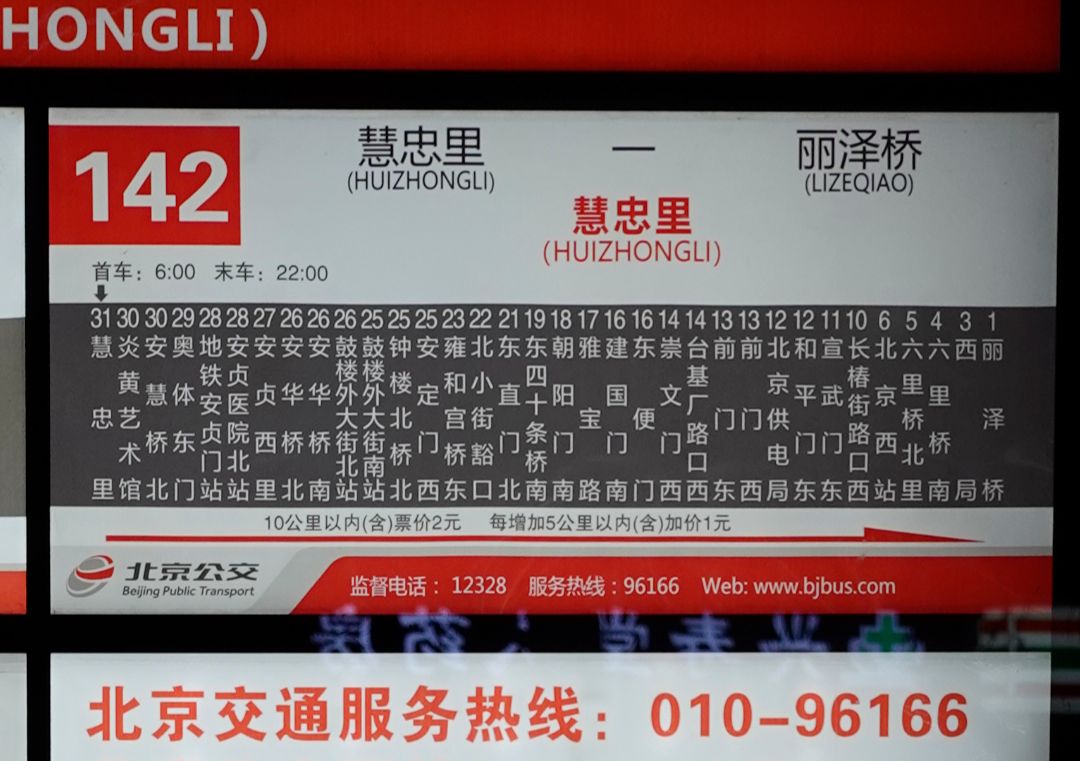 HONGLI)
142
慧忠里 — 丽泽桥
(HUIZHONGLI) (LIZEQIAO)
慧忠里
(HUIZHONGLI)
首车：6:00 末车：22:00
31 30 30 29 28 28 27 26 26 26 25 25 25 23 22 21 19 18 17 16 16 14 14 13 13 12 12 11 10 6 5 4 3 1
慧忠里
炎黄艺术馆
安慧桥北
奥体东门
地铁安贞门站
安贞医院北站
安贞西里
安华桥北
安华桥南
鼓楼外大街北站
鼓楼外大街南站
钟楼北桥北
安定门西
雍和宫桥东
北小街豁口
东直门北
东四十条桥南
朝阳门南
雅宝路
建国门南
东便门
崇文门西
台基厂路口西
前门东
前门西
北京供电局
和平门东
宣武门东
长椿街路口西
北京西站
六里桥北里
六里桥南
西局
丽泽桥
10公里以内(含)票价2元 每增加5公里以内(含)加价1元
北京公交
Beijing Public Transport
监督电话：12328 服务热线：96166 Web: www.bjbus.com
北京交通服务热线：010-96166